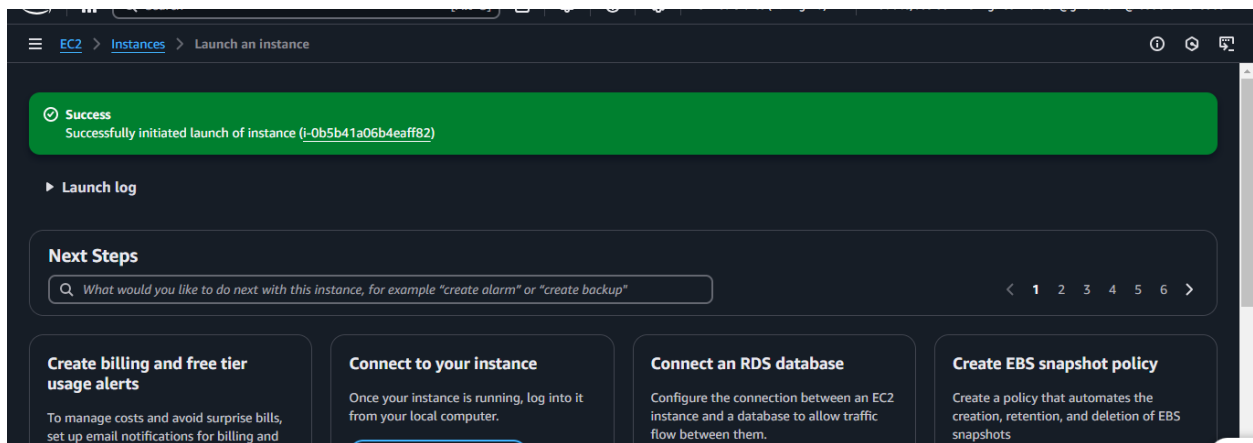 EC2 > Instances > Launch an instance
Success
Successfully initiated launch of instance (i-0b5b41a06b4eaff82)
Launch log
Next Steps
What would you like to do next with this instance, for example “create alarm” or “create backup”
1 2 3 4 5 6
Create billing and free tier
usage alerts
To manage costs and avoid surprise bills,
set up email notifications for billing and
Connect to your instance
Once your instance is running, log into it
from your local computer.
Connect an RDS database
Configure the connection between an EC2
instance and a database to allow traffic
flow between them.
Create EBS snapshot policy
Create a policy that automates the
creation, retention, and deletion of EBS
snapshots